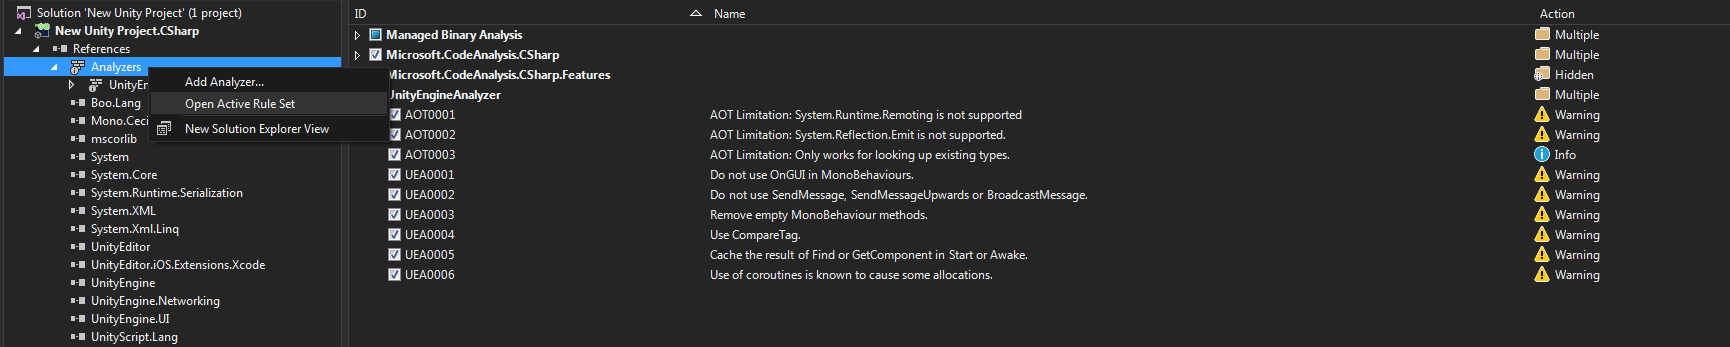 Solution 'New Unity Project' (1 project)
New Unity Project.CSharp
References
Analyzers
UnityEn
Boo.Lang
Mono.Ceci
mscorlib
System
System.Core
System.Runtime.Serialization
System.XML
System.Xml.Linq
UnityEditor
UnityEditor.iOS.Extensions.Xcode
UnityEngine
UnityEngine.Networking
UnityEngine.UI
UnityScript.Lang
Add Analyzer...
Open Active Rule Set
New Solution Explorer View
ID Name Action
Managed Binary Analysis Multiple
Microsoft.CodeAnalysis.CSharp Multiple
Microsoft.CodeAnalysis.CSharp.Features Hidden
UnityEngineAnalyzer Multiple
AOT0001 AOT Limitation: System.Runtime.Remoting is not supported Warning
AOT0002 AOT Limitation: System.Reflection.Emit is not supported. Warning
AOT0003 AOT Limitation: Only works for looking up existing types. Info
UEA0001 Do not use OnGUI in MonoBehaviours. Warning
UEA0002 Do not use SendMessage, SendMessageUpwards or BroadcastMessage. Warning
UEA0003 Remove empty MonoBehaviour methods. Warning
UEA0004 Use CompareTag. Warning
UEA0005 Cache the result of Find or GetComponent in Start or Awake. Warning
UEA0006 Use of coroutines is known to cause some allocations. Warning